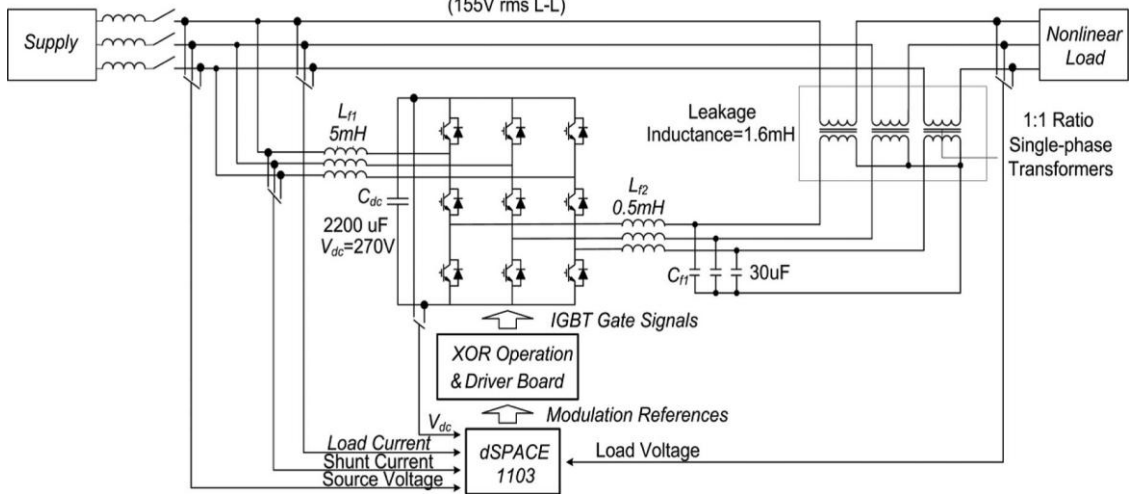 (155V rms L-L)
Supply
Nonlinear
Load
Lf1
5mH
Leakage
Inductance=1.6mH
1:1 Ratio
Single-phase
Transformers
Cdc
2200 uF
Vdc=270V
Lf2
0.5mH
Cf1
30uF
IGBT Gate Signals
XOR Operation
& Driver Board
Modulation References
Vdc
Load Current
Shunt Current
Source Voltage
dSPACE
1103
Load Voltage